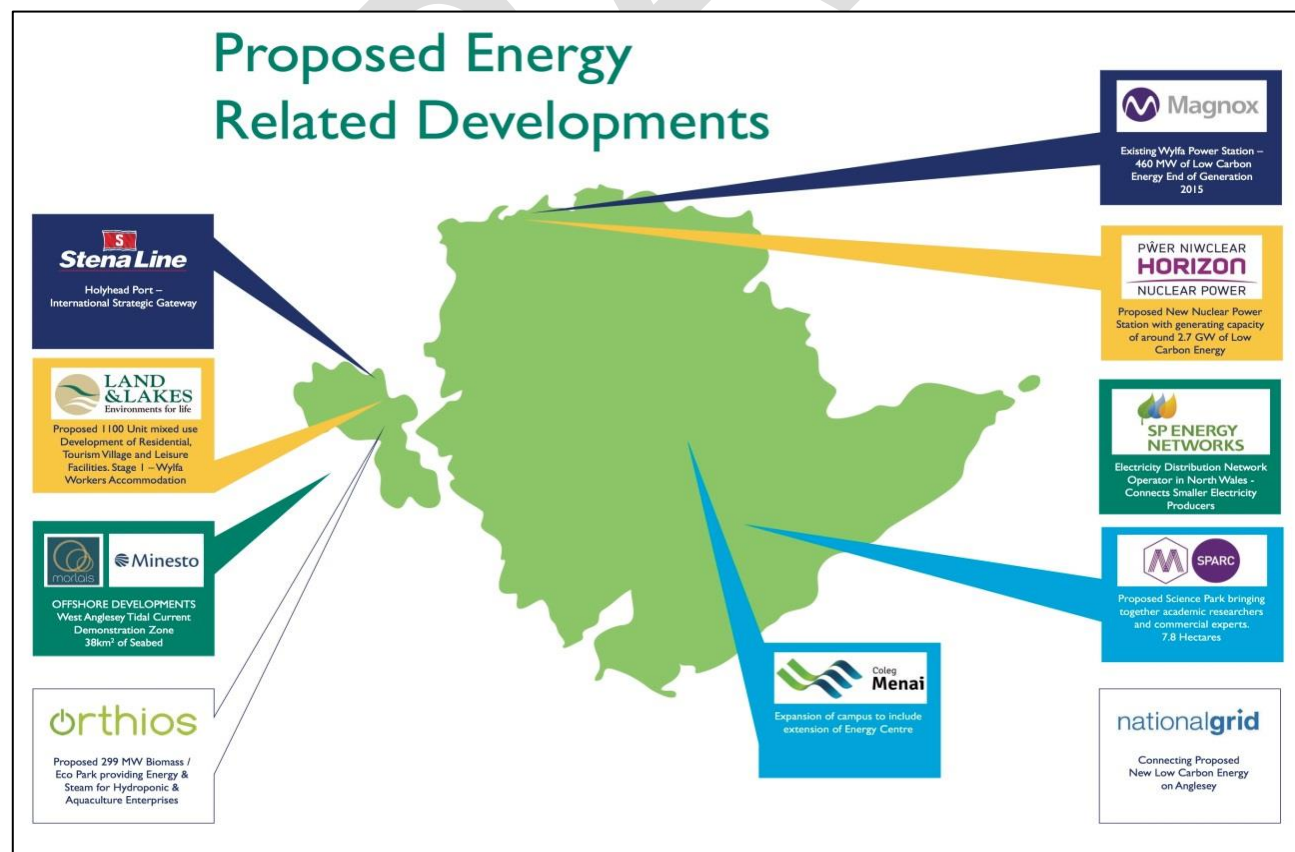 Proposed Energy
Related Developments
StenaLine
Holyhead Port –
International Strategic Gateway
LAND
&LAKES
Environments for life
Proposed 1100 Unit mixed use
Development of Residential,
Tourism Village and Leisure
Facilities. Stage 1 – Wylfa
Workers Accommodation
morlais
Minesto
OFFSHORE DEVELOPMENTS
West Anglesey Tidal Current
Demonstration Zone
38km² of Seabed
orthios
Proposed 299 MW Biomass /
Eco Park providing Energy &
Steam for Hydroponic &
Aquaculture Enterprises
Coleg
Menai
Expansion of campus to include
extension of Energy Centre
Magnox
Existing Wylfa Power Station –
460 MW of Low Carbon
Energy End of Generation
2015
PŴER NIWCLEAR
HORIZON
NUCLEAR POWER
Proposed New Nuclear Power
Station with generating capacity
of around 2.7 GW of Low
Carbon Energy
SP ENERGY
NETWORKS
Electricity Distribution Network
Operator in North Wales -
Connects Smaller Electricity
Producers
M SPARC
Proposed Science Park bringing
together academic researchers
and commercial experts.
7.8 Hectares
nationalgrid
Connecting Proposed
New Low Carbon Energy
on Anglesey